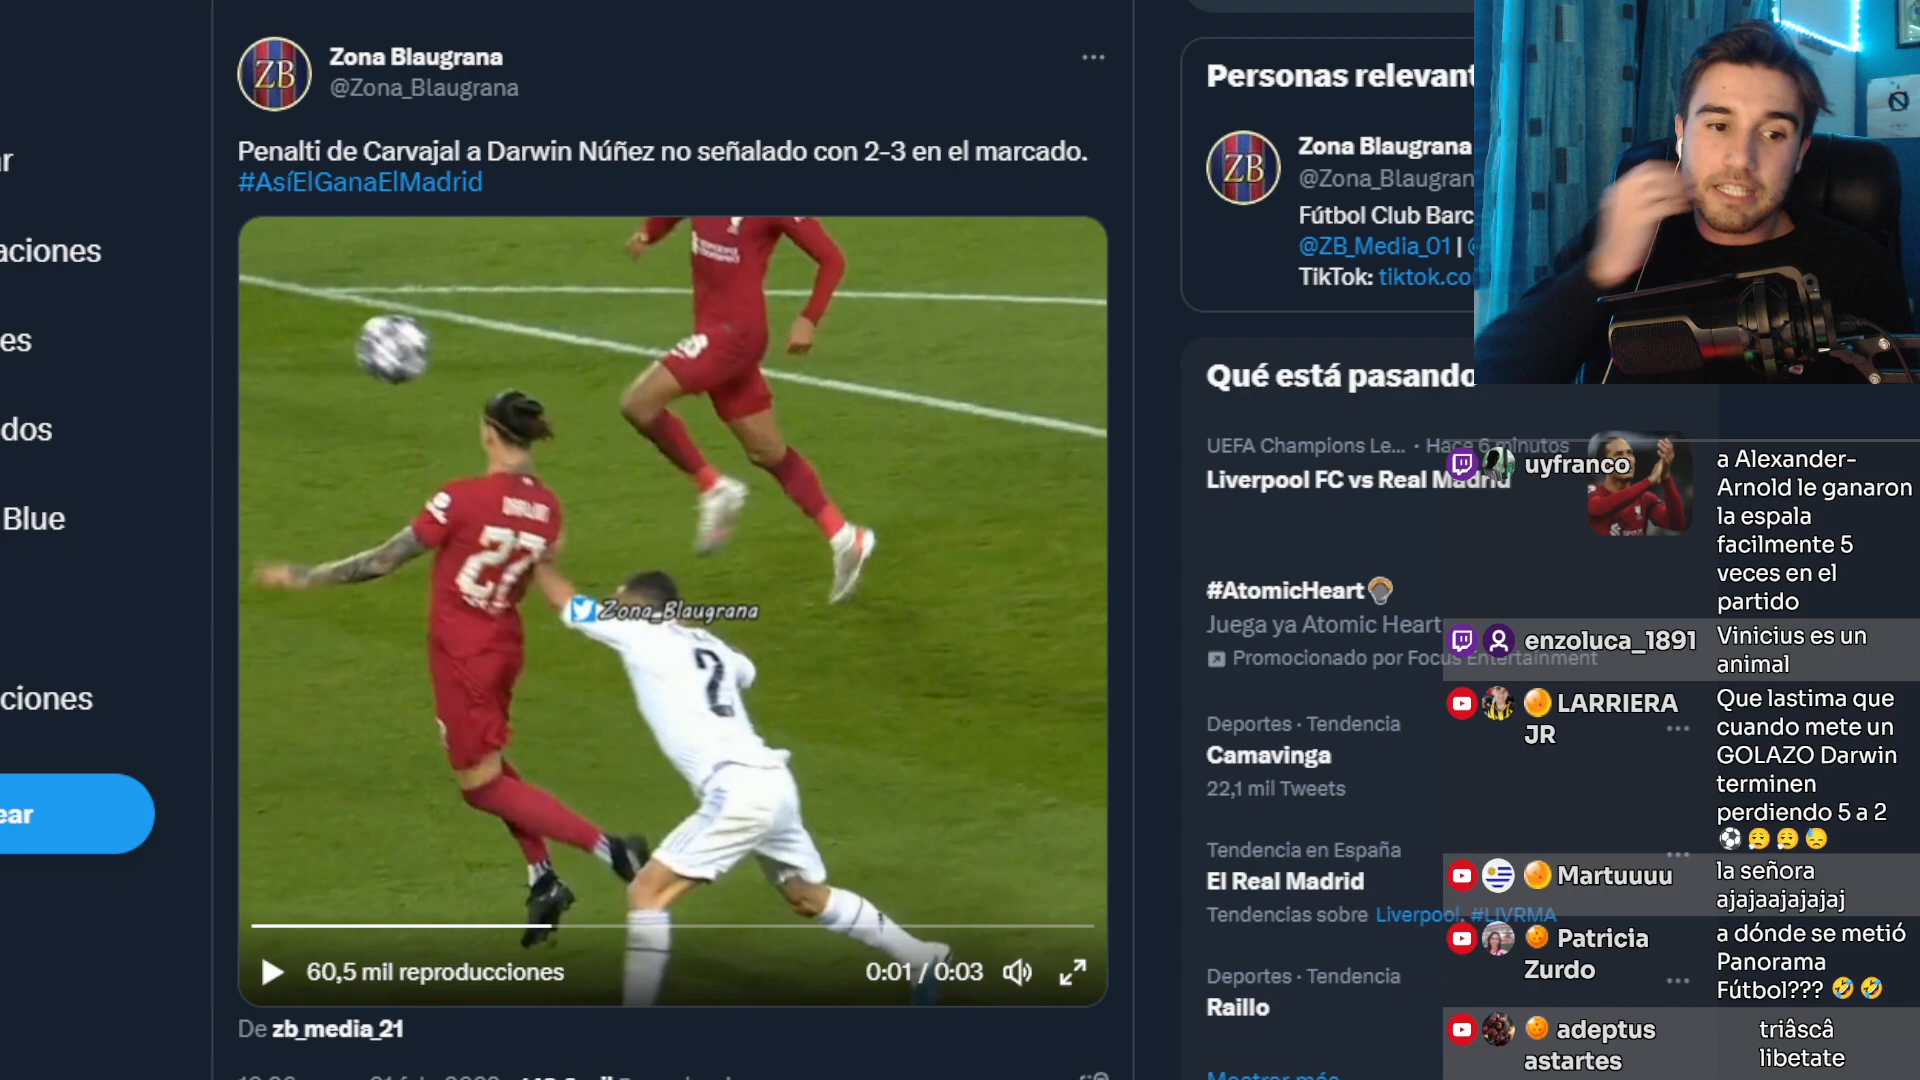 ZB
Zona Blaugrana
@Zona_Blaugrana
Penalti de Carvajal a Darwin Núñez no señalado con 2-3 en el marcado.
#AsíElGanaElMadrid
27
2
Zona_Blaugrana
60,5 mil reproducciones
0:01 / 0:03
De zb_media_21
r
aciones
es
dos
Blue
ciones
ear
Personas relevant
ZB
Zona Blaugrana
@Zona_Blaugran
Fútbol Club Barc
@ZB_Media_01 |
TikTok: tiktok.co
Qué está pasando
UEFA Champions Le... · Hace 6 minutos
Liverpool FC vs Real Madrid
#AtomicHeart
Juega ya Atomic Heart
Promocionado por Focus Entertainment
Deportes · Tendencia
Camavinga
22,1 mil Tweets
Tendencia en España
El Real Madrid
Tendencias sobre Liverpool, #LIVRMA
Deportes · Tendencia
Raillo
Mostrar más
uyfranco
a Alexander-
Arnold le ganaron
la espala
facilmente 5
veces en el
partido
enzoluca_1891
Vinicius es un
animal
LARRIERA
JR
Que lastima que
cuando mete un
GOLAZO Darwin
terminen
perdiendo 5 a 2
⚽😥😥😓
Martuuuu
la señora
ajajaajajajaj
Patricia
Zurdo
a dónde se metió
Panorama
Fútbol??? 🤣🤣
adeptus
astartes
triâscâ
libetate